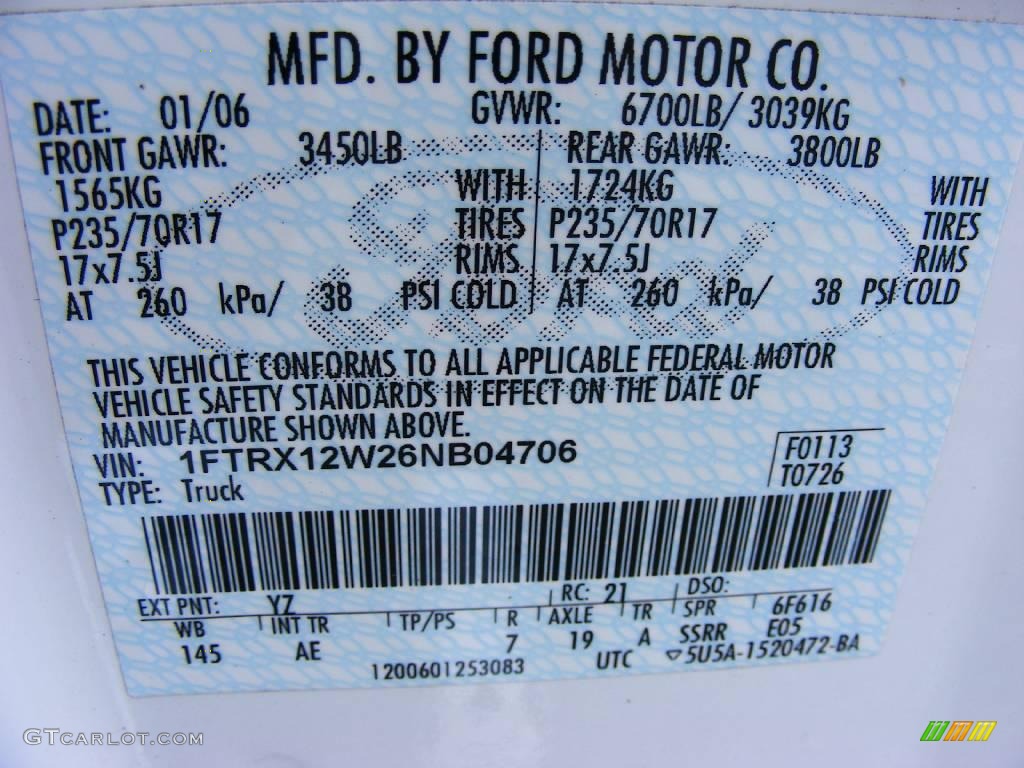 MFD. BY FORD MOTOR CO.
DATE: 01/06 GVWR: 6700LB/ 3039KG
FRONT GAWR: 3450LB REAR GAWR: 3800LB
1565KG WITH 1724KG WITH
P235/70R17 TIRES P235/70R17 TIRES
17x7.5J RIMS 17x7.5J RIMS
AT 260 kPa/ 38 PSI COLD AT 260 kPa/ 38 PSI COLD
THIS VEHICLE CONFORMS TO ALL APPLICABLE FEDERAL MOTOR
VEHICLE SAFETY STANDARDS IN EFFECT ON THE DATE OF
MANUFACTURE SHOWN ABOVE.
VIN: 1FTRX12W26NB04706 F0113
TYPE: Truck T0726
EXT PNT: YZ RC: 21 DSO:
WB INT TR TP/PS R AXLE TR SPR 6F616
145 AE 7 19 A SSRR E05
1200601253083 UTC ▽5U5A-1520472-BA
GTCARLOT.COM